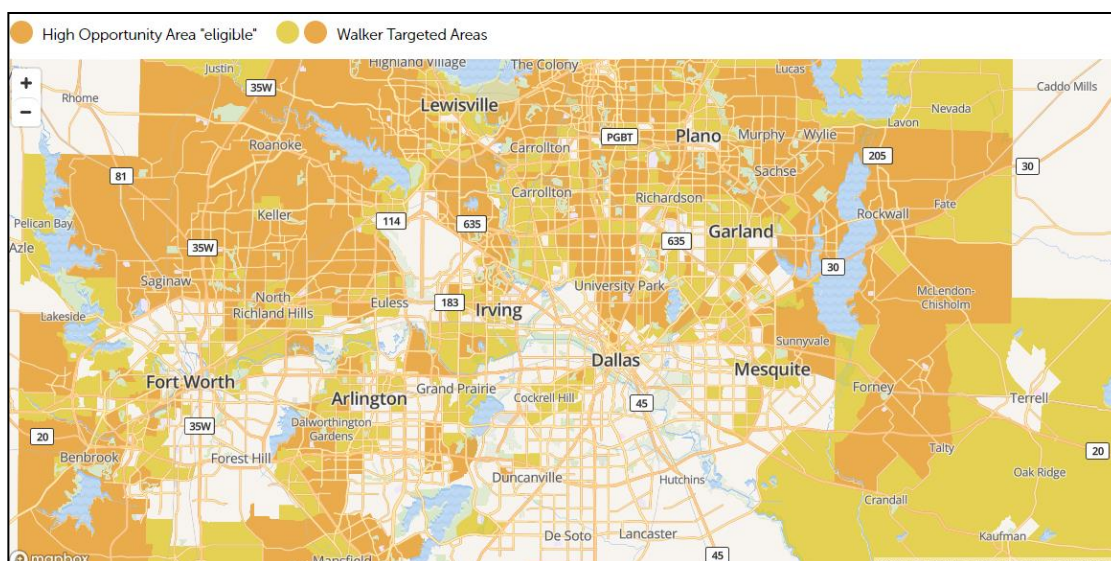 High Opportunity Area "eligible" Walker Targeted Areas
Justin
Highland Village
The Colony
Lucas
Caddo Mills
+
−
Rhome
35W
Lewisville
Nevada
Lavon
PGBT
Plano
Murphy
Wylie
Roanoke
Carrollton
205
81
Sachse
30
Carrollton
Richardson
Pelican Bay
Keller
114
635
Rockwall
Fate
Azle
35W
635
Garland
30
Saginaw
University Park
McLendon-
Chisholm
Lakeside
North
Richland Hills
Euless
183
Irving
Sunnyvale
Dallas
Mesquite
Fort Worth
Arlington
Grand Prairie
Cockrell Hill
Forney
Terrell
45
35W
Dalworthington
Gardens
20
Benbrook
Forest Hill
Talty
20
Duncanville
Hutchins
Oak Ridge
Crandall
De Soto
Lancaster
Kaufman
45
mapbox
Mansfield